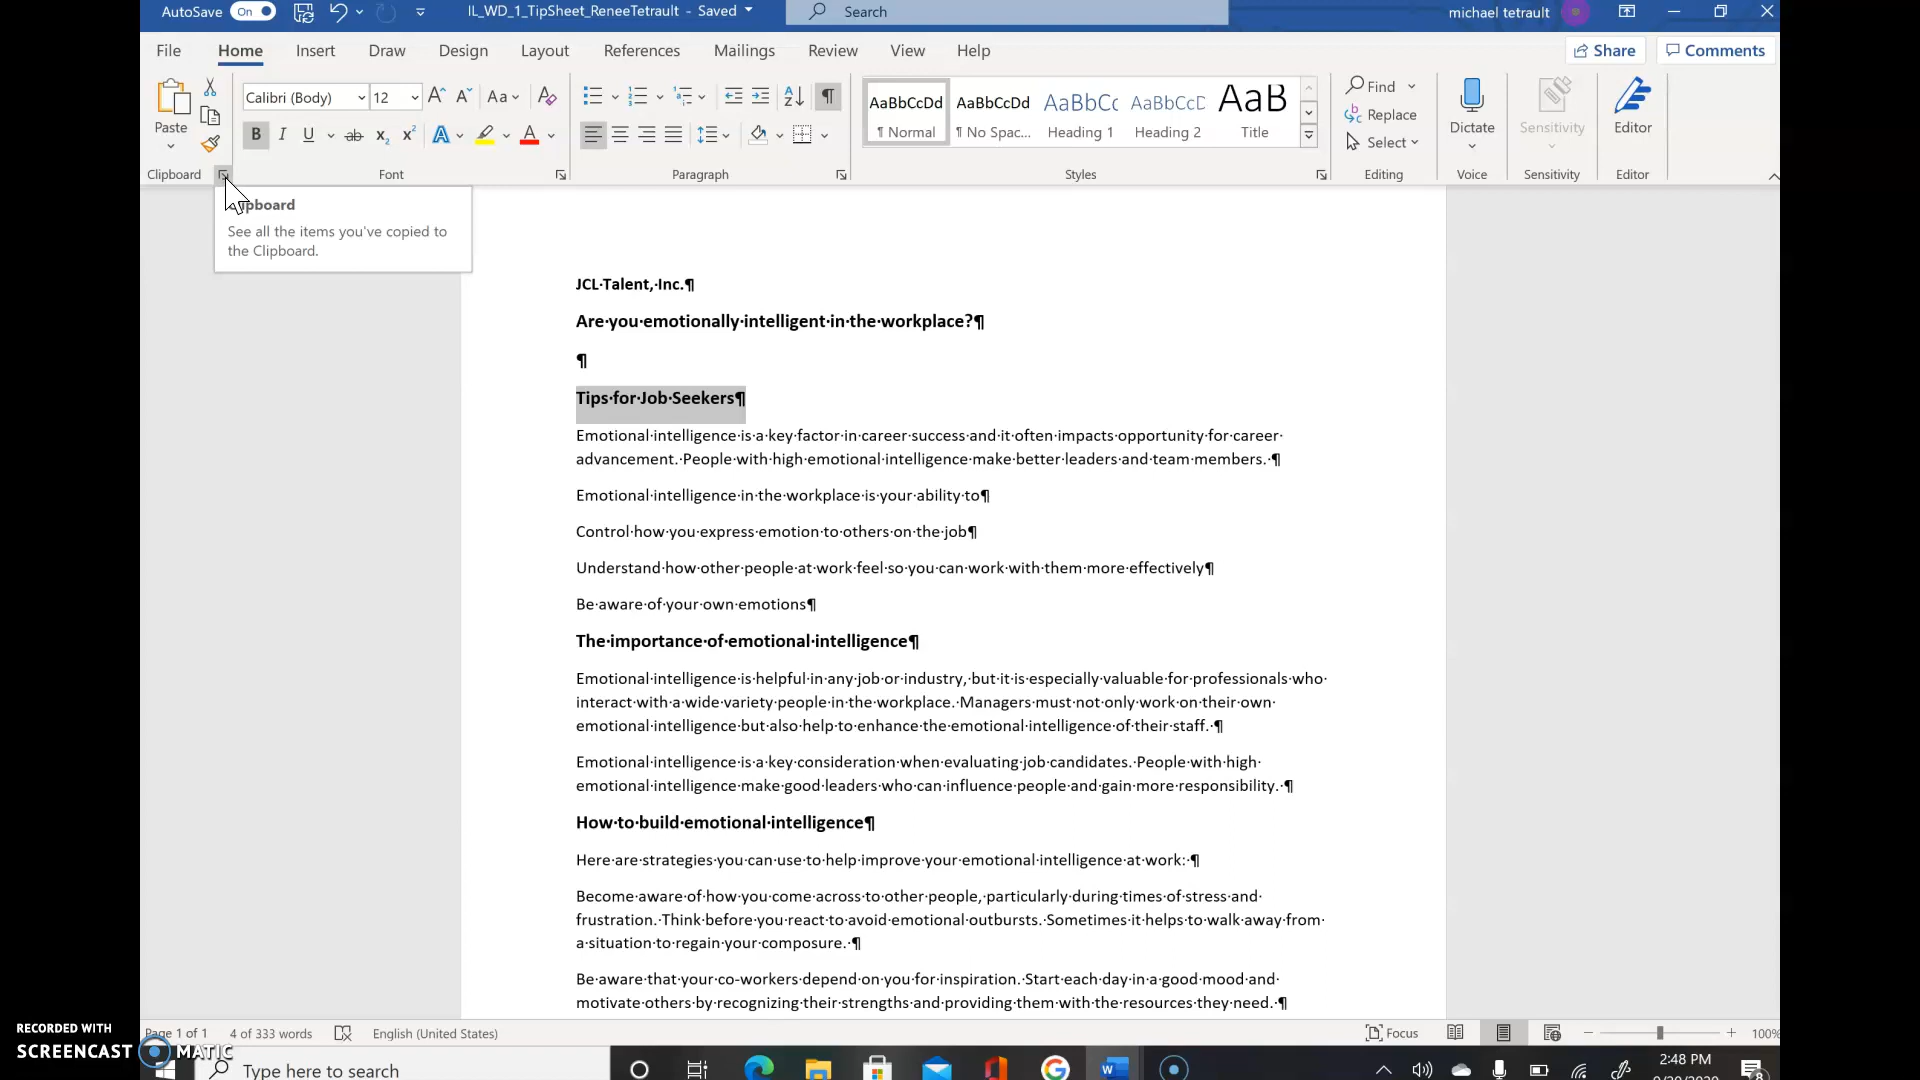 AutoSave On IL_WD_1_TipSheet_ReneeTetrault - Saved Search michael tetrault
File Home Insert Draw Design Layout References Mailings Review View Help Share Comments
Calibri (Body) 12 Aa AaBbCcDd AaBbCcDd AaBbCc AaBbCcD AaB Find
Paste ¶ Normal ¶ No Spac... Heading 1 Heading 2 Title Replace Dictate Sensitivity Editor
Select
Clipboard Font Paragraph Styles Editing Voice Sensitivity Editor
See all the items you've copied to
the Clipboard.
JCL·Talent,·Inc.¶
Are·you·emotionally·intelligent·in·the·workplace?¶
¶
Tips·for·Job·Seekers¶
Emotional·intelligence·is·a·key·factor·in·career·success·and·it·often·impacts·opportunity·for·career·
advancement.·People·with·high·emotional·intelligence·make·better·leaders·and·team·members.·¶
Emotional·intelligence·in·the·workplace·is·your·ability·to¶
Control·how·you·express·emotion·to·others·on·the·job¶
Understand·how·other·people·at·work·feel·so·you·can·work·with·them·more·effectively¶
Be·aware·of·your·own·emotions¶
The·importance·of·emotional·intelligence¶
Emotional·intelligence·is·helpful·in·any·job·or·industry,·but·it·is·especially·valuable·for·professionals·who·
interact·with·a·wide·variety·people·in·the·workplace.·Managers·must·not·only·work·on·their·own·
emotional·intelligence·but·also·help·to·enhance·the·emotional·intelligence·of·their·staff.·¶
Emotional·intelligence·is·a·key·consideration·when·evaluating·job·candidates.·People·with·high·
emotional·intelligence·make·good·leaders·who·can·influence·people·and·gain·more·responsibility.·¶
How·to·build·emotional·intelligence¶
Here·are·strategies·you·can·use·to·help·improve·your·emotional·intelligence·at·work:·¶
Become·aware·of·how·you·come·across·to·other·people,·particularly·during·times·of·stress·and·
frustration.·Think·before·you·react·to·avoid·emotional·outbursts.·Sometimes·it·helps·to·walk·away·from·
a·situation·to·regain·your·composure.·¶
Be·aware·that·your·co-workers·depend·on·you·for·inspiration.·Start·each·day·in·a·good·mood·and·
motivate·others·by·recognizing·their·strengths·and·providing·them·with·the·resources·they·need.·¶
Page 1 of 1 4 of 333 words English (United States) Focus 100%
RECORDED WITH
SCREENCAST MATIC
Type here to search 2:48 PM